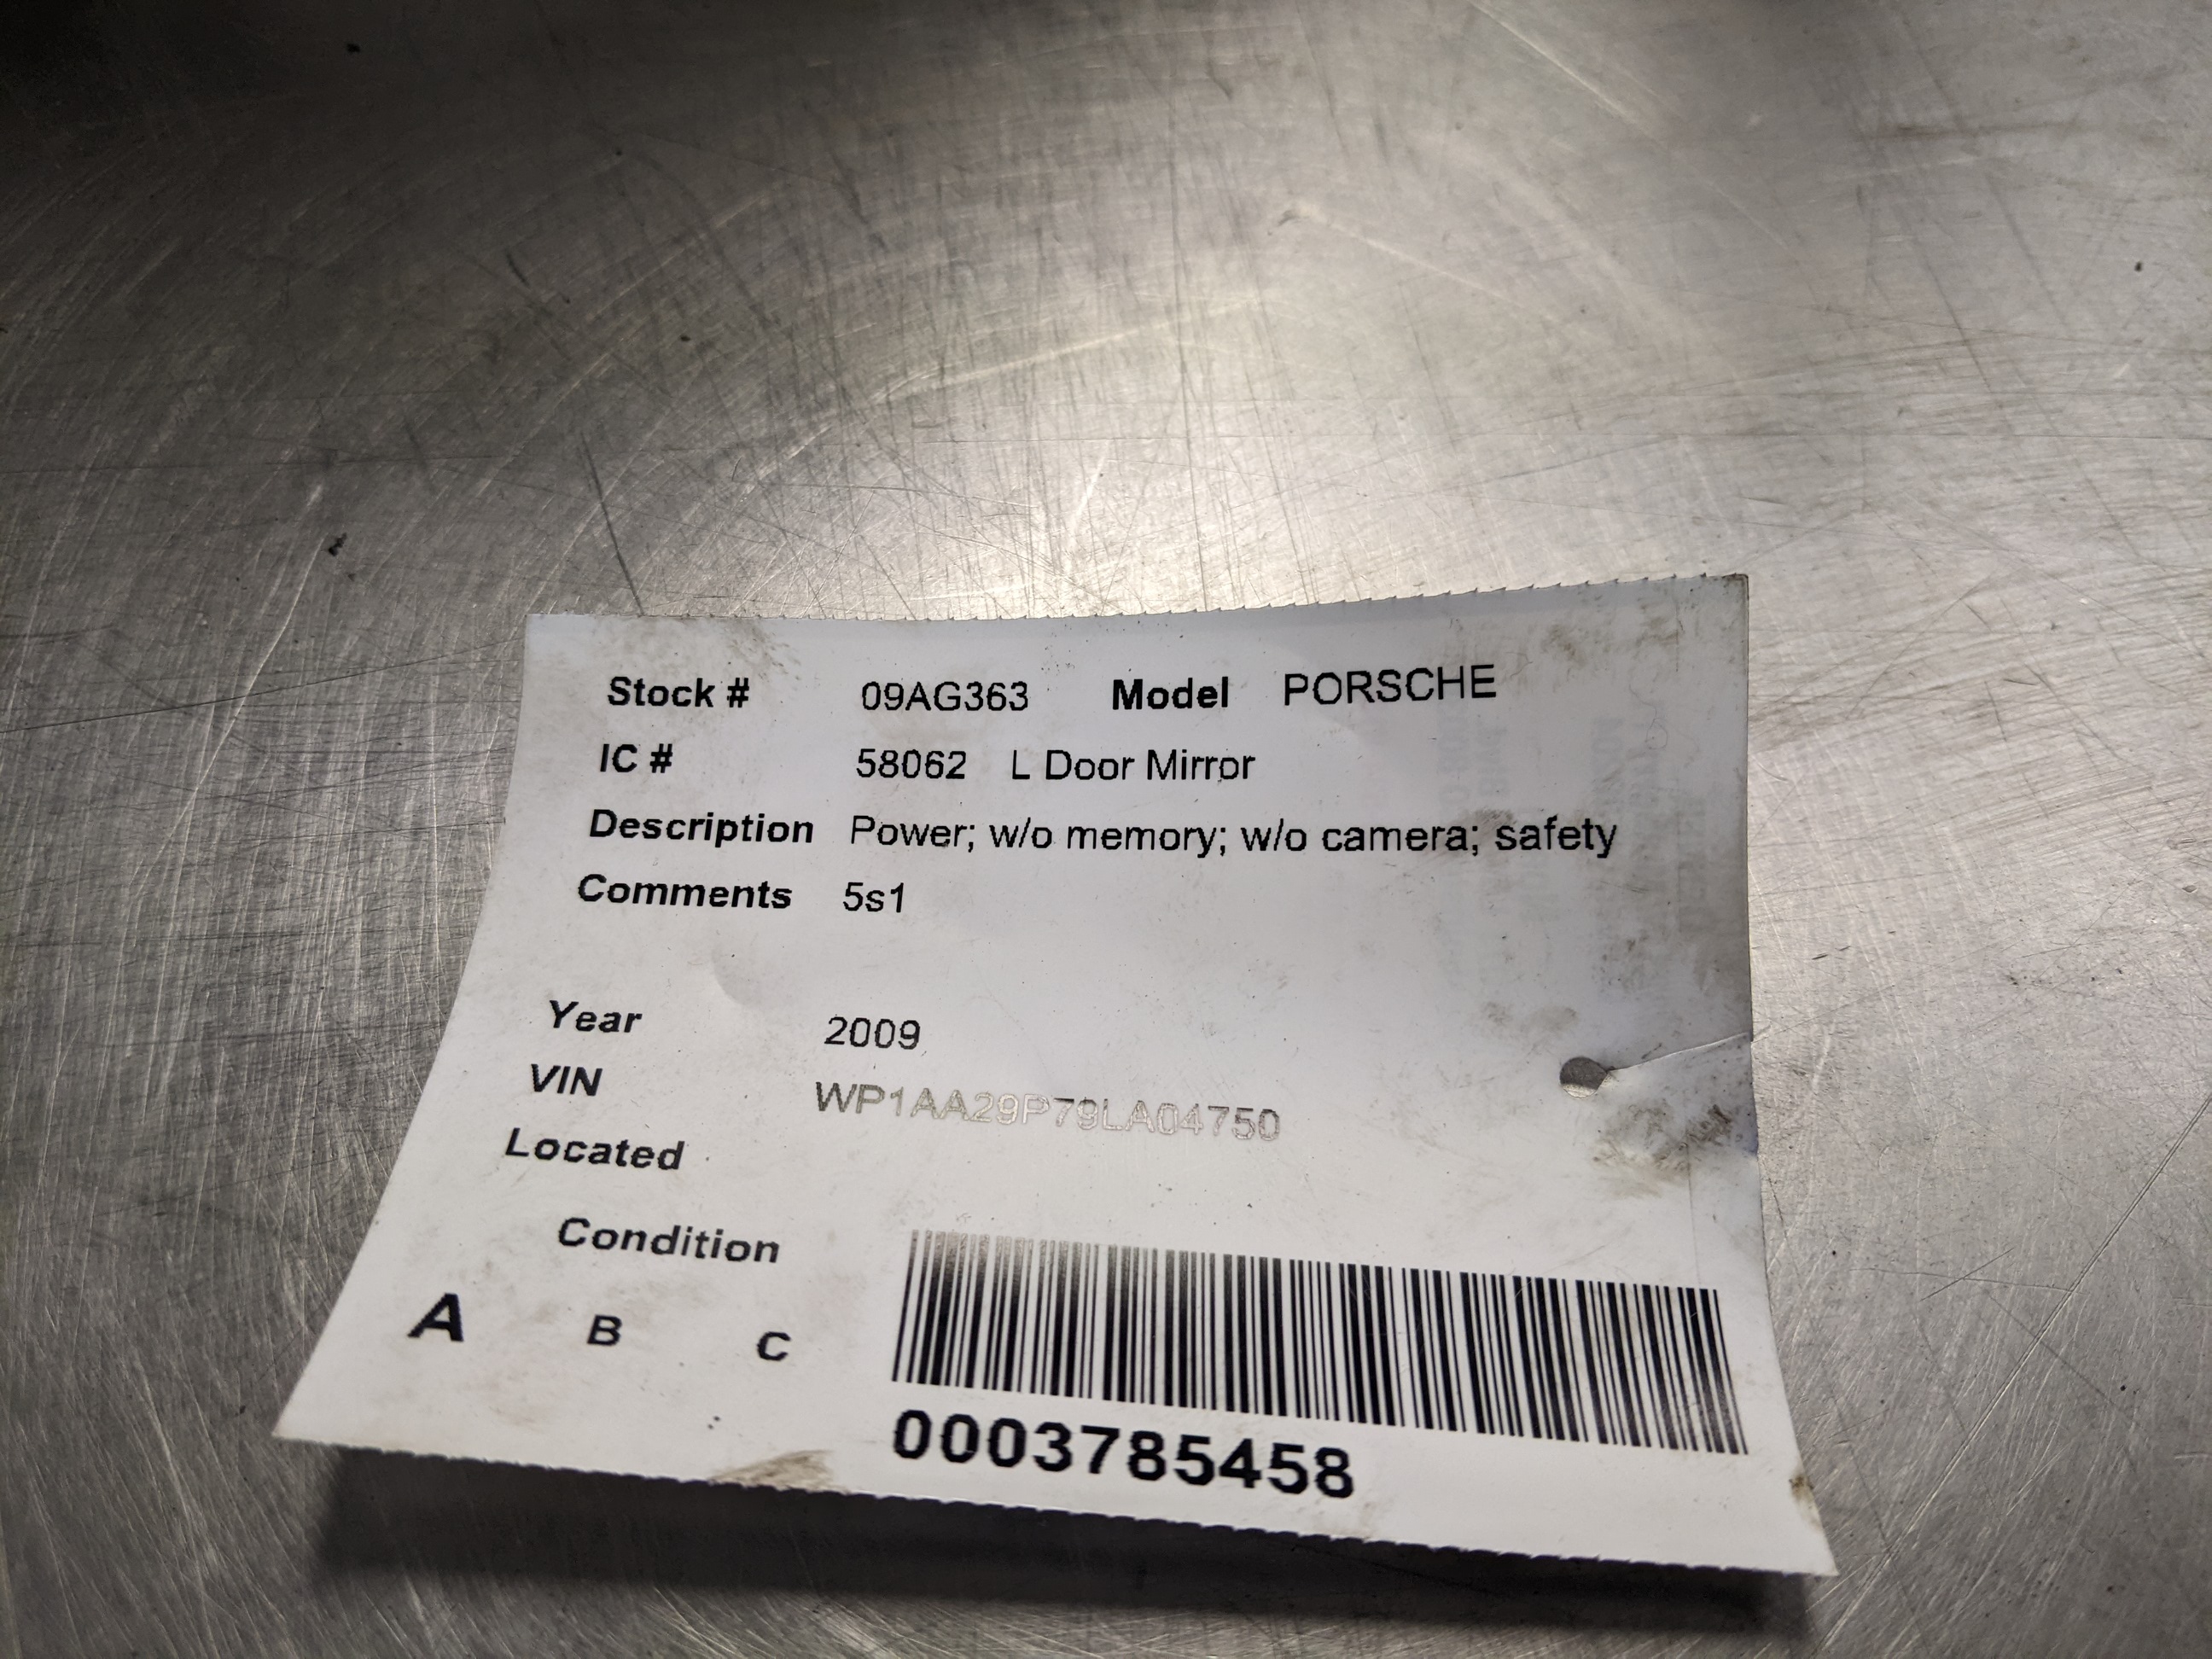 Stock # 09AG363 Model PORSCHE
IC # 58062 L Door Mirror
Description Power; w/o memory; w/o camera; safety
Comments 5s1
Year 2009
VIN WP1AA29P79LA04750
Located
Condition
A B C
0003785458